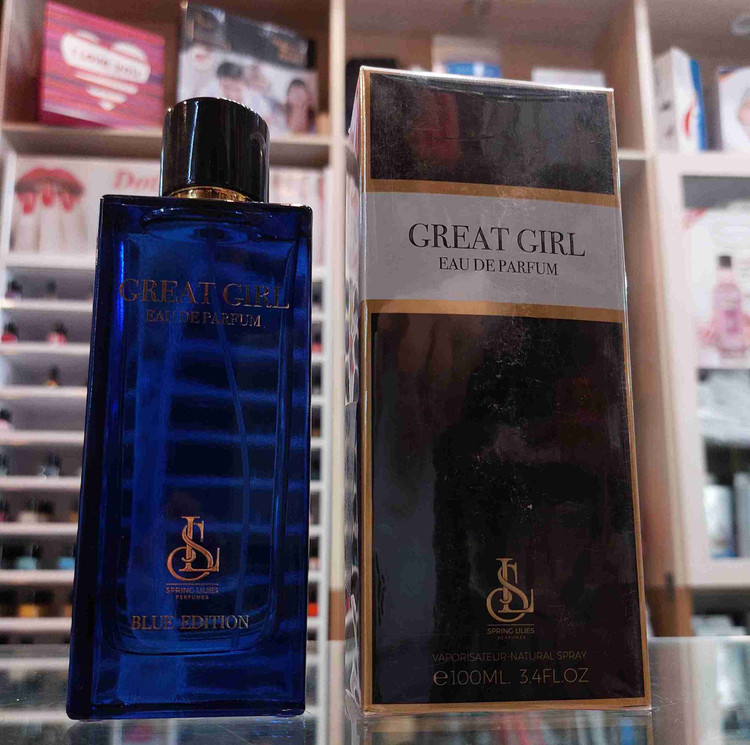 GREAT GIRL
EAU DE PARFUM
SL
SPRING LILIES
PERFUMES
BLUE EDITION
GREAT GIRL
EAU DE PARFUM
SL
SPRING LILIES
PERFUMES
VAPORISATEUR-NATURAL SPRAY
℮100ML. 3.4FL.OZ